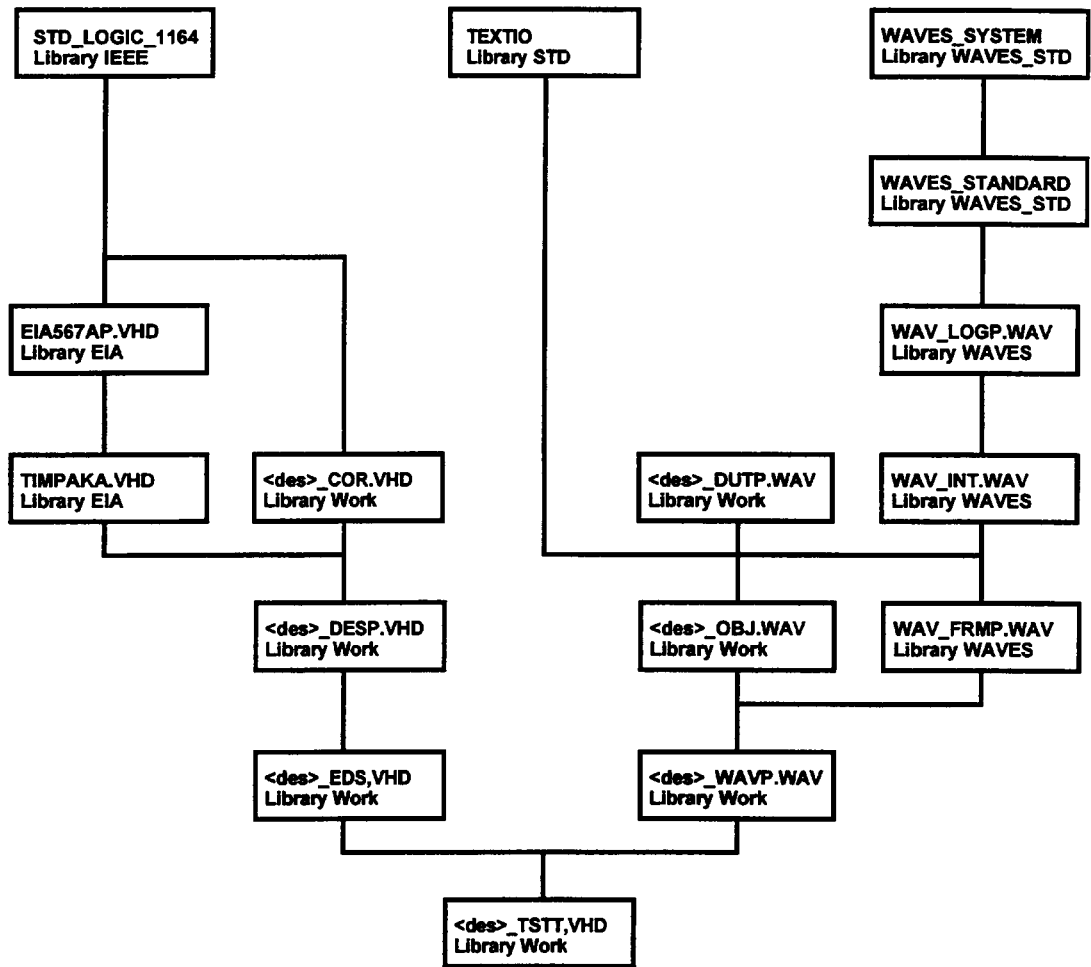 STD_LOGIC_1164
Library IEEE
TEXTIO
Library STD
WAVES_SYSTEM
Library WAVES_STD
WAVES_STANDARD
Library WAVES_STD
EIA567AP.VHD
Library EIA
WAV_LOGP.WAV
Library WAVES
TIMPAKA.VHD
Library EIA
<des>_COR.VHD
Library Work
<des>_DUTP.WAV
Library Work
WAV_INT.WAV
Library WAVES
<des>_DESP.VHD
Library Work
<des>_OBJ.WAV
Library Work
WAV_FRMP.WAV
Library WAVES
<des>_EDS,VHD
Library Work
<des>_WAVP.WAV
Library Work
<des>_TSTT,VHD
Library Work